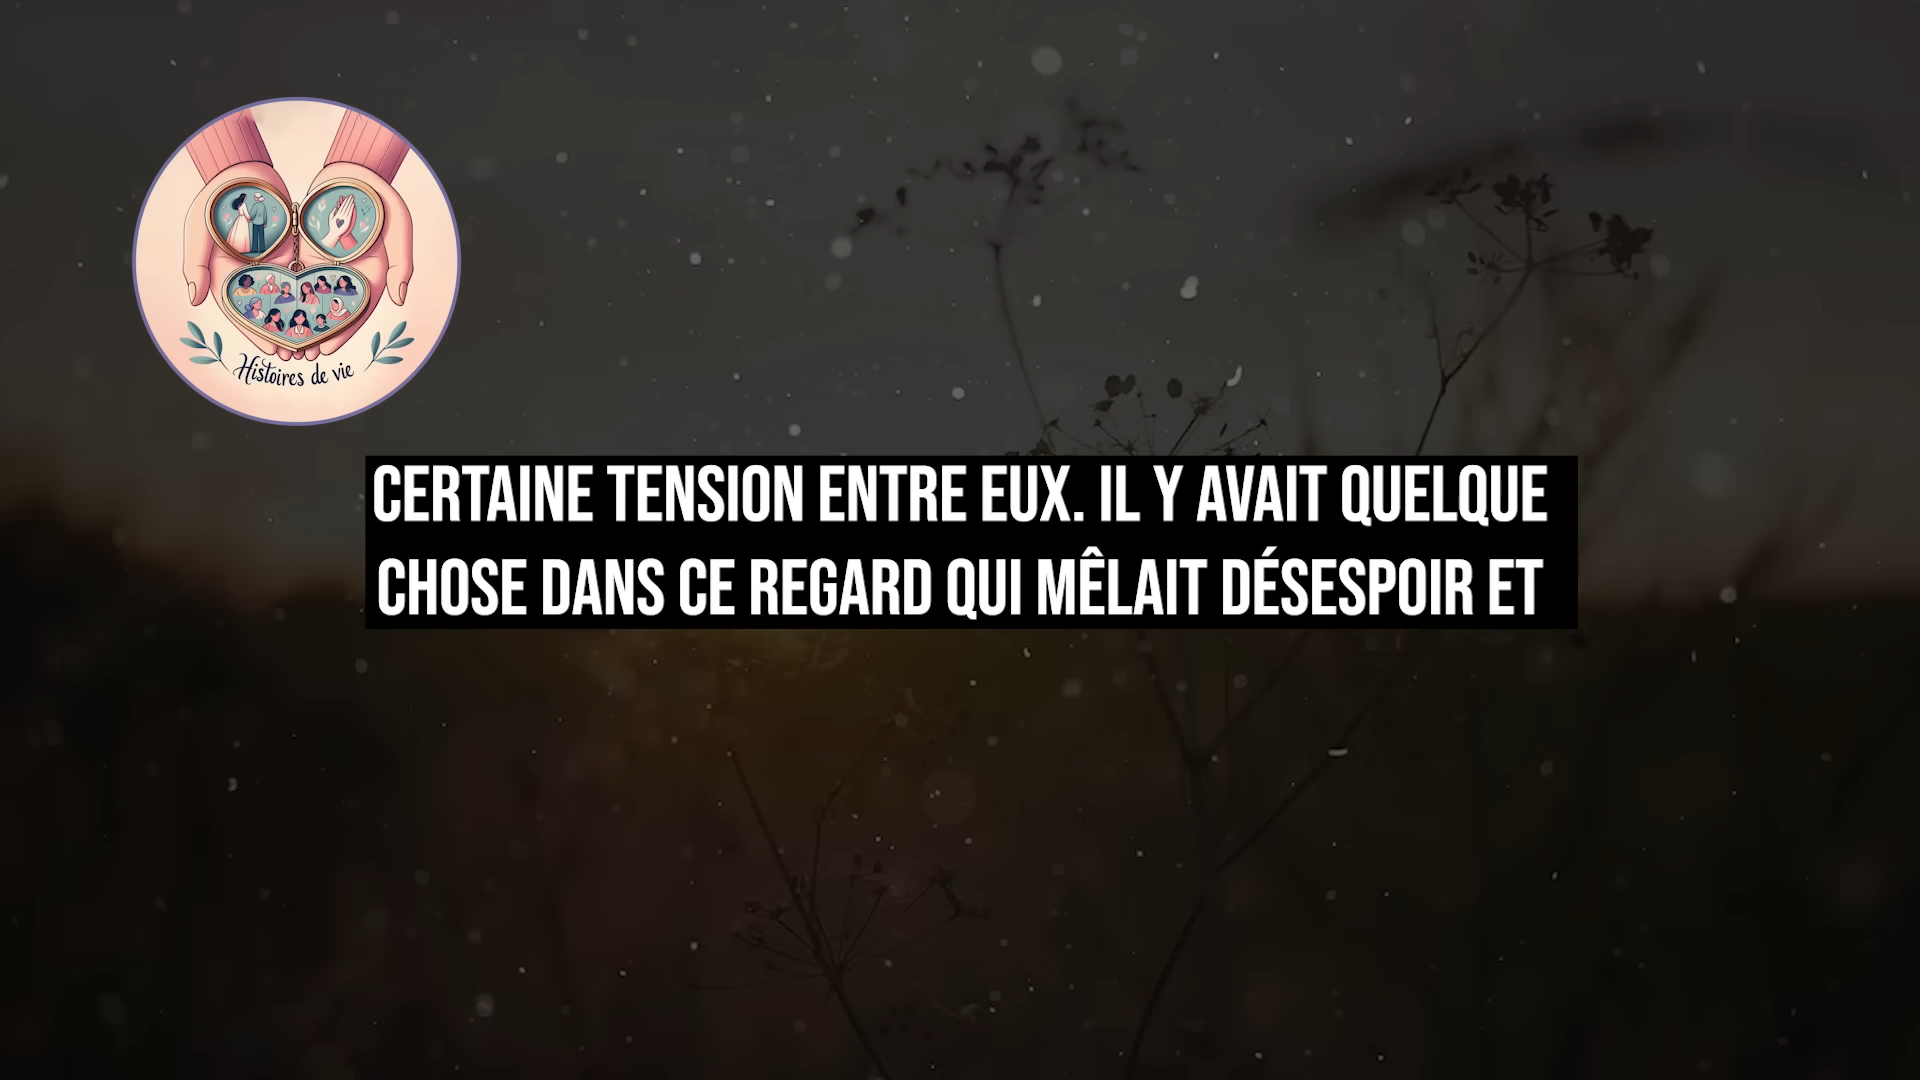 Histoires de vie
CERTAINE TENSION ENTRE EUX. IL Y AVAIT QUELQUE
CHOSE DANS CE REGARD QUI MÊLAIT DÉSESPOIR ET